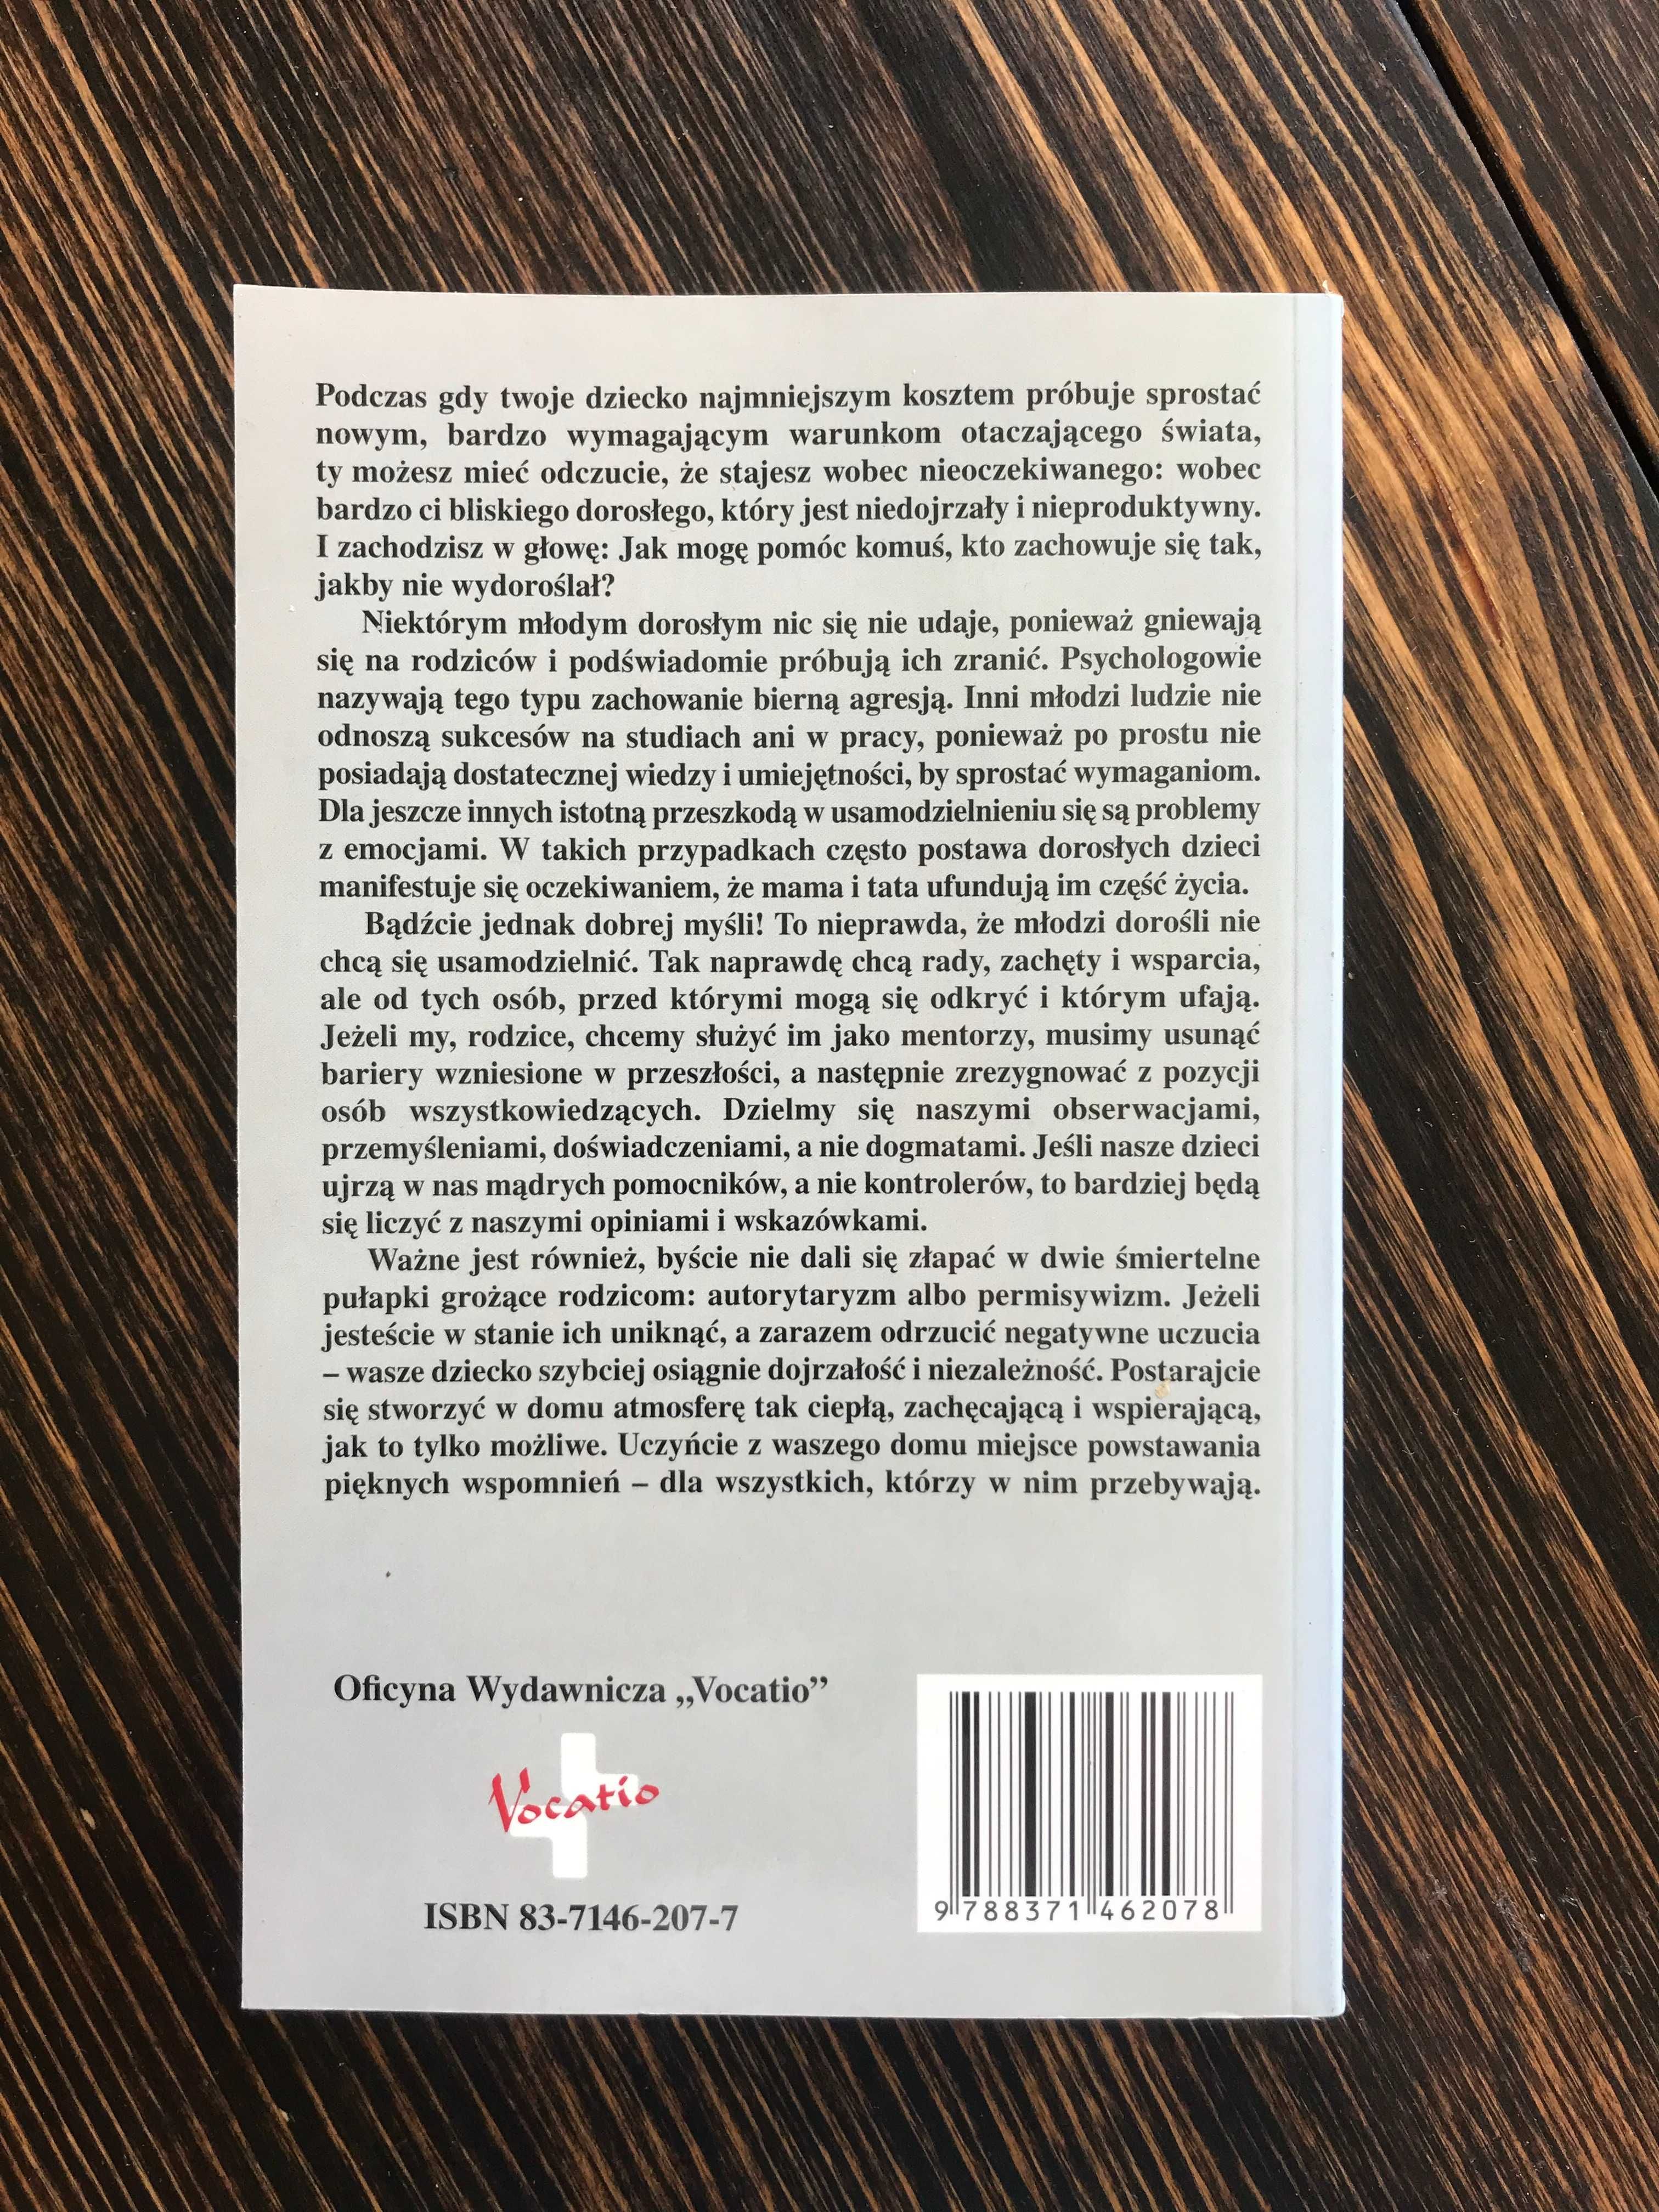 Podczas gdy twoje dziecko najmniejszym kosztem próbuje sprostać
nowym, bardzo wymagającym warunkom otaczającego świata,
ty możesz mieć odczucie, że stajesz wobec nieoczekiwanego: wobec
bardzo ci bliskiego dorosłego, który jest niedojrzały i nieproduktywny.
I zachodzisz w głowę: Jak mogę pomóc komuś, kto zachowuje się tak,
jakby nie wydoroślał?
Niektórym młodym dorosłym nic się nie udaje, ponieważ gniewają
się na rodziców i podświadomie próbują ich zranić. Psychologowie
nazywają tego typu zachowanie bierną agresją. Inni młodzi ludzie nie
odnoszą sukcesów na studiach ani w pracy, ponieważ po prostu nie
posiadają dostatecznej wiedzy i umiejętności, by sprostać wymaganiom.
Dla jeszcze innych istotną przeszkodą w usamodzielnieniu się są problemy
z emocjami. W takich przypadkach często postawa dorosłych dzieci
manifestuje się oczekiwaniem, że mama i tata ufundują im część życia.
Bądźcie jednak dobrej myśli! To nieprawda, że młodzi dorośli nie
chcą się usamodzielnić. Tak naprawdę chcą rady, zachęty i wsparcia,
ale od tych osób, przed którymi mogą się odkryć i którym ufają.
Jeżeli my, rodzice, chcemy służyć im jako mentorzy, musimy usunąć
bariery wzniesione w przeszłości, a następnie zrezygnować z pozycji
osób wszystkowiedzących. Dzielmy się naszymi obserwacjami,
przemyśleniami, doświadczeniami, a nie dogmatami. Jeśli nasze dzieci
ujrzą w nas mądrych pomocników, a nie kontrolerów, to bardziej będą
się liczyć z naszymi opiniami i wskazówkami.
Ważne jest również, byście nie dali się złapać w dwie śmiertelne
pułapki grożące rodzicom: autorytaryzm albo permisywizm. Jeżeli
jesteście w stanie ich uniknąć, a zarazem odrzucić negatywne uczucia
– wasze dziecko szybciej osiągnie dojrzałość i niezależność. Postarajcie
się stworzyć w domu atmosferę tak ciepłą, zachęcającą i wspierającą,
jak to tylko możliwe. Uczyńcie z waszego domu miejsce powstawania
pięknych wspomnień – dla wszystkich, którzy w nim przebywają.
Oficyna Wydawnicza „Vocatio”
Vocatio
ISBN 83-7146-207-7
9 788371 462078